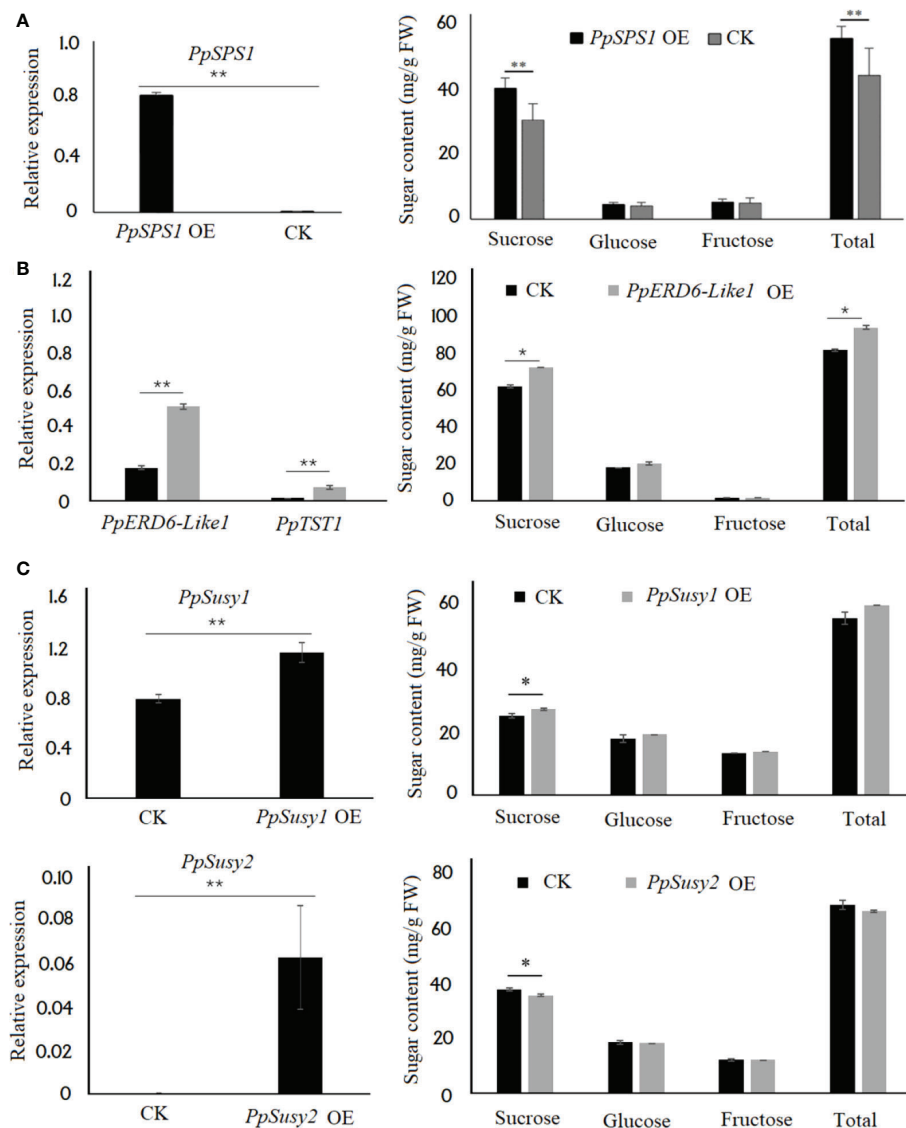 A
PpSPS1
**
Relative expression
1.0
0.8
0.4
0
PpSPS1 OE
CK
Sugar content (mg/g FW)
60
40
20
0
PpSPS1 OE
CK
**
**
Sucrose
Glucose
Fructose
Total
B
Relative expression
1.2
1.0
0.8
0.6
0.4
0.2
0
**
**
PpERD6-Like1
PpTST1
Sugar content (mg/g FW)
120
100
80
60
40
20
0
CK
PpERD6-Like1 OE
*
*
Sucrose
Glucose
Fructose
Total
C
PpSusy1
**
Relative expression
1.6
1.2
0.8
0.4
0
CK
PpSusy1 OE
Sugar content (mg/g FW)
60
40
20
0
CK
PpSusy1 OE
*
Sucrose
Glucose
Fructose
Total
PpSusy2
**
Relative expression
0.10
0.08
0.06
0.04
0.02
0
CK
PpSusy2 OE
Sugar content (mg/g FW)
80
60
40
20
0
CK
PpSusy2 OE
*
Sucrose
Glucose
Fructose
Total